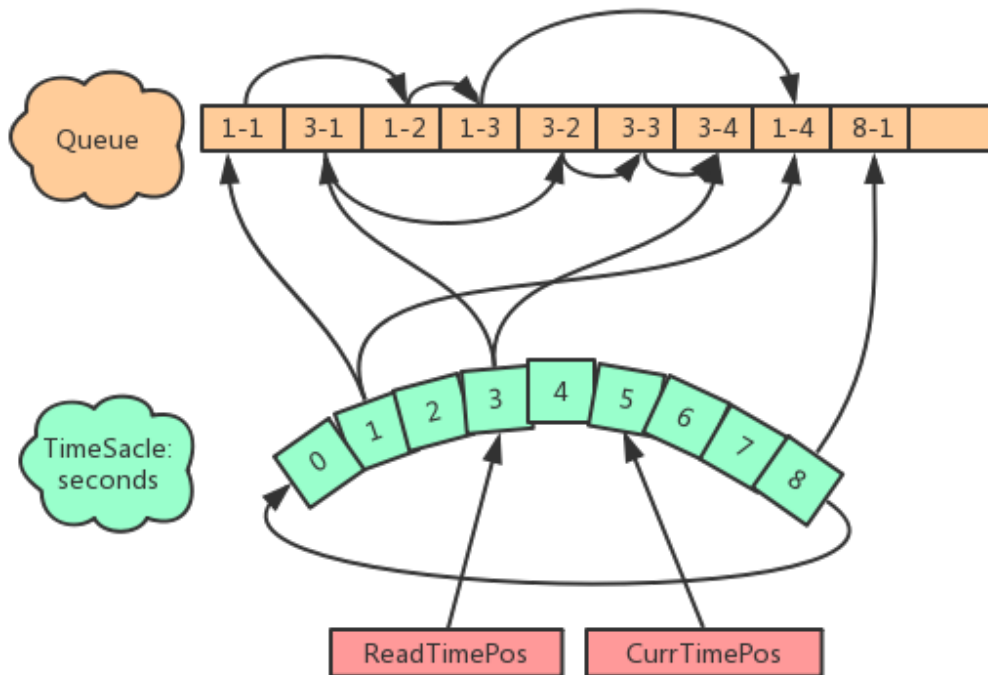 Queue
1-1 3-1 1-2 1-3 3-2 3-3 3-4 1-4 8-1
TimeSacle:
seconds
0 1 2 3 4 5 6 7 8
ReadTimePos CurrTimePos